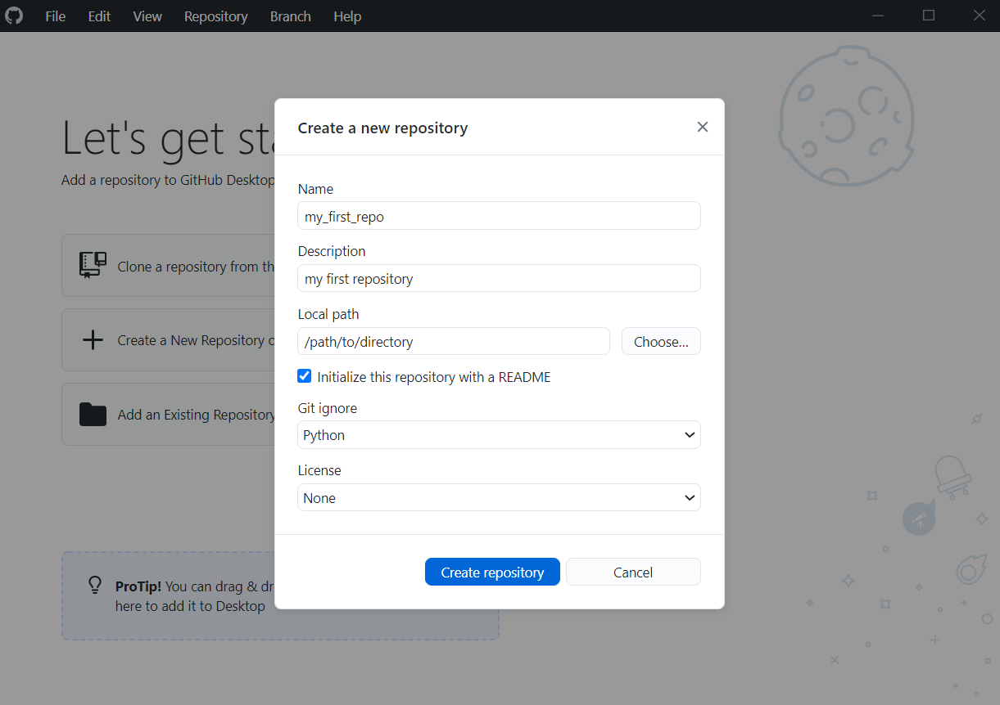 File Edit View Repository Branch Help
Let's get st
Add a repository to GitHub Desktop
Clone a repository from th
Create a New Repository
Add an Existing Repository
ProTip! You can drag & dr
here to add it to Desktop
Create a new repository
Name
my_first_repo
Description
my first repository
Local path
/path/to/directory
Choose...
Initialize this repository with a README
Git ignore
Python
License
None
Create repository
Cancel